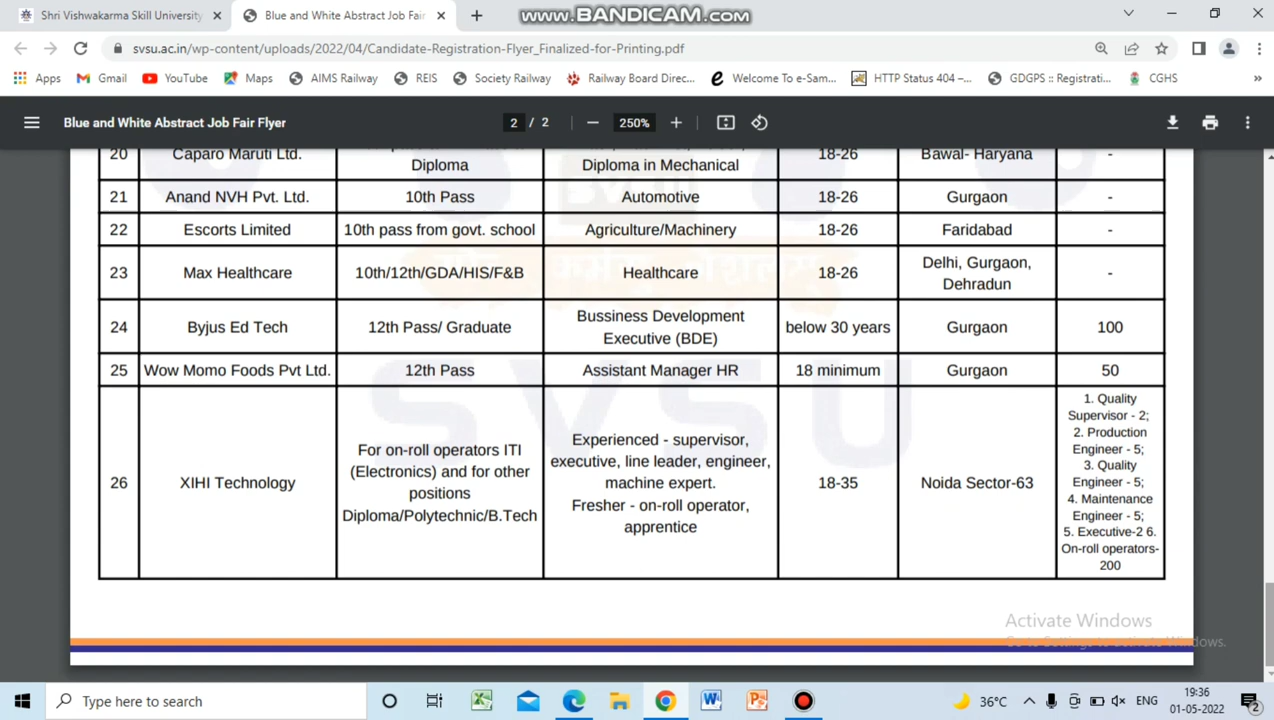 Shri Vishwakarma Skill University
Blue and White Abstract Job Fair
www.BANDICAM.com
svsu.ac.in/wp-content/uploads/2022/04/Candidate-Registration-Flyer_Finalized-for-Printing.pdf
Apps Gmail YouTube Maps AIMS Railway REIS Society Railway Railway Board Direc... Welcome To e-Sam... HTTP Status 404 –... GDGPS :: Registrati... CGHS »
Blue and White Abstract Job Fair Flyer 2 / 2 250%
20 Caparo Maruti Ltd. Diploma Diploma in Mechanical 18-26 Bawal- Haryana -
21 Anand NVH Pvt. Ltd. 10th Pass Automotive 18-26 Gurgaon -
22 Escorts Limited 10th pass from govt. school Agriculture/Machinery 18-26 Faridabad -
23 Max Healthcare 10th/12th/GDA/HIS/F&B Healthcare 18-26 Delhi, Gurgaon,
Dehradun -
24 Byjus Ed Tech 12th Pass/ Graduate Bussiness Development
Executive (BDE) below 30 years Gurgaon 100
25 Wow Momo Foods Pvt Ltd. 12th Pass Assistant Manager HR 18 minimum Gurgaon 50
26 XIHI Technology
For on-roll operators ITI
(Electronics) and for other
positions
Diploma/Polytechnic/B.Tech
Experienced - supervisor,
executive, line leader, engineer,
machine expert.
Fresher - on-roll operator,
apprentice
18-35
Noida Sector-63
1. Quality
Supervisor - 2;
2. Production
Engineer - 5;
3. Quality
Engineer - 5;
4. Maintenance
Engineer - 5;
5. Executive-2 6.
On-roll operators-
200
SVSU
Activate Windows
Go to Settings to activate Windows.
Type here to search
36°C ENG 19:36
01-05-2022
2